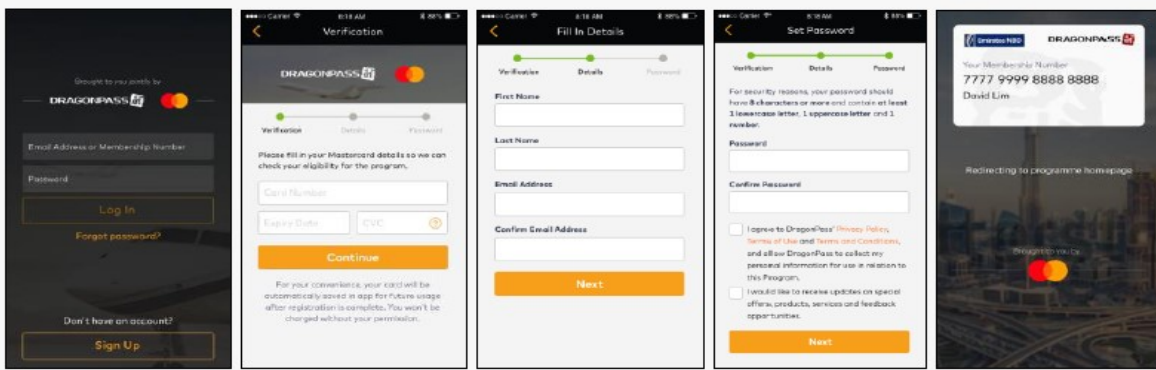 Brought to you jointly by
DRAGONPASS
Email Address or Membership Number
Password
Log In
Forgot password?
Don't have an account?
Sign Up
Carrier
8:18 AM
88%
Verification
DRAGONPASS
Verification
Details
Password
Please fill in your Mastercard details so we can
check your eligibility for the program.
Card Number
Expiry Date
CVC
Continue
For your convenience, your card will be
automatically saved in app for future usage
after registration is complete. You won't be
charged without your permission.
Carrier
8:18 AM
88%
Fill In Details
Verification
Details
Password
First Name
Last Name
Email Address
Confirm Email Address
Next
Carrier
8:18 AM
88%
Set Password
Verification
Details
Password
For security reasons, your password should
have 8 characters or more and contain at least
1 lowercase letter, 1 uppercase letter and 1
number.
Password
Confirm Password
I agree to DragonPass' Privacy Policy,
Terms of Use and Terms and Conditions,
and allow DragonPass to collect my
personal information for use in relation to
this Program.
I would like to receive updates on special
offers, products, services and feedback
opportunities.
Next
Emirates NBD
DRAGONPASS
Your Membership Number
7777 9999 8888 8888
David Lim
Redirecting to programme homepage
Brought to you by